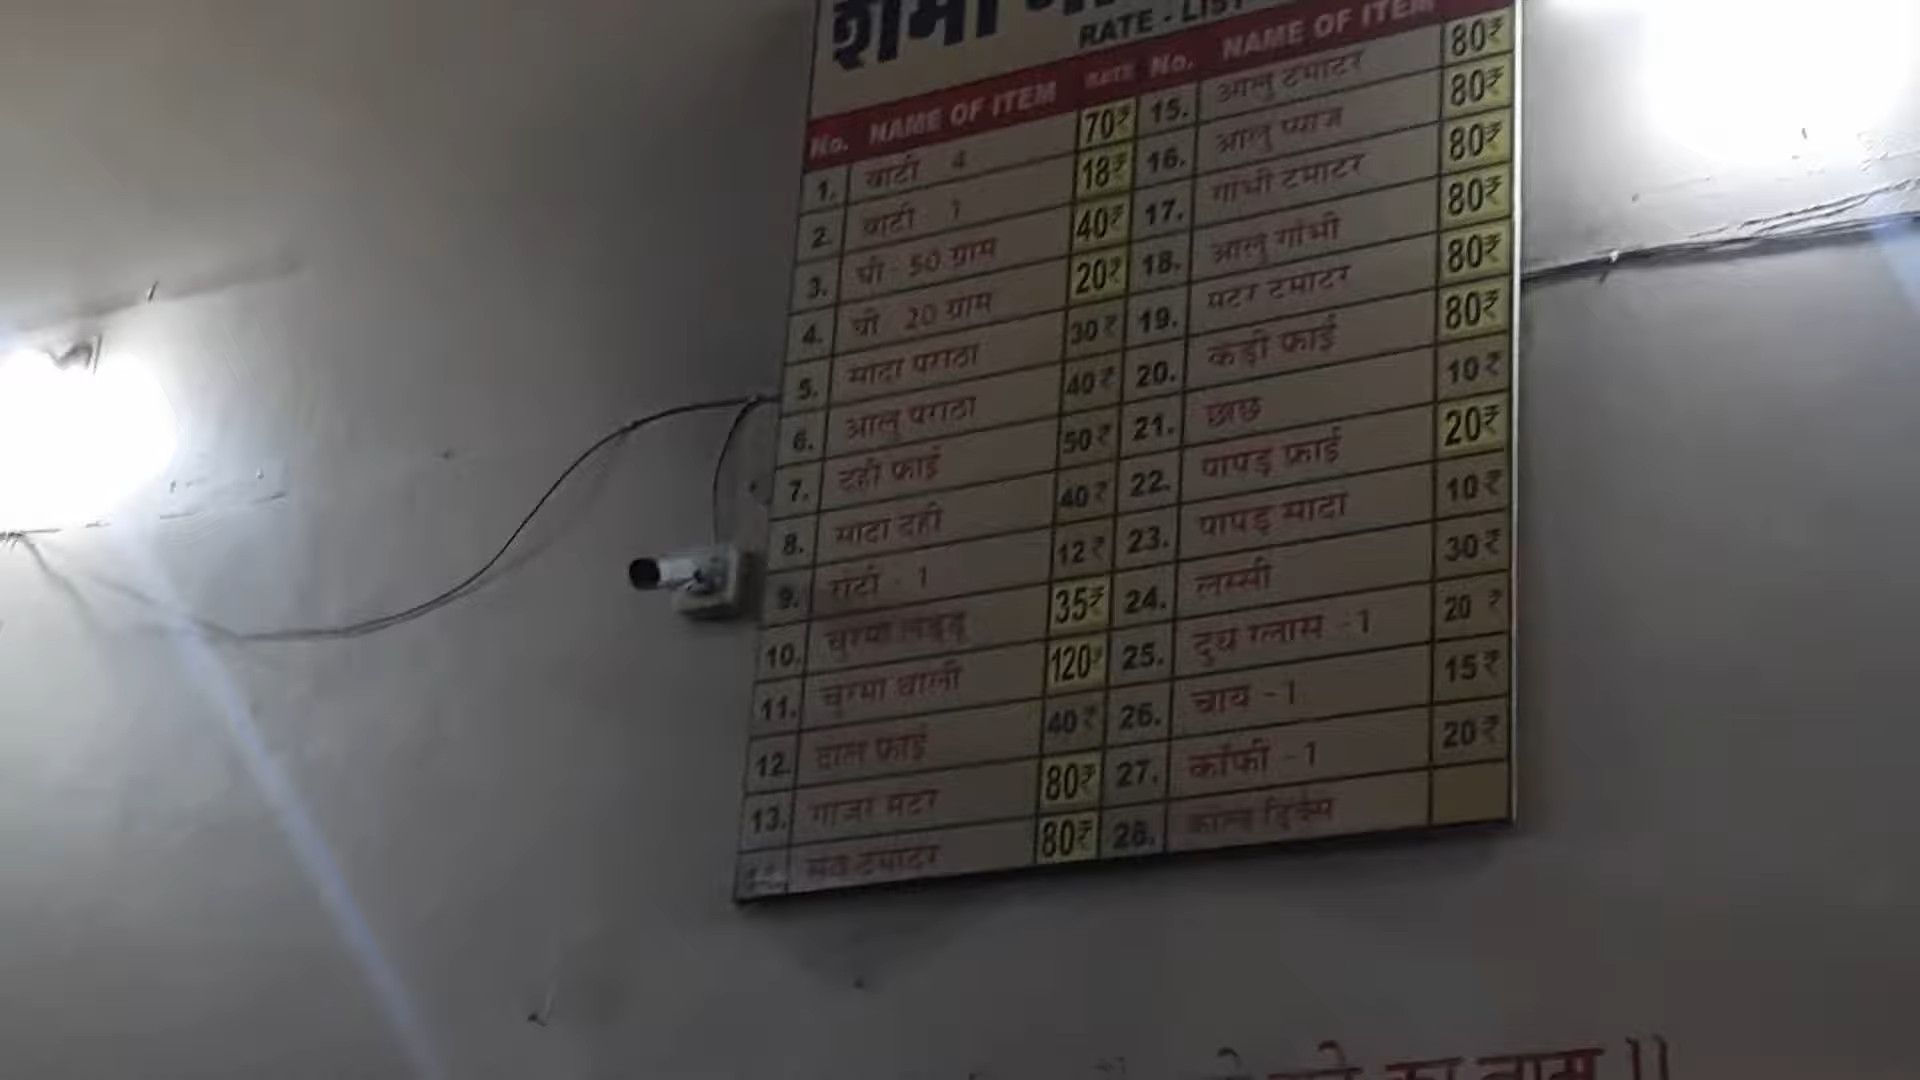 शर्मा
RATE - LIST
No. NAME OF ITEM RATE No. NAME OF ITEM
1. बाटी 4 70₹
2. बाटी 1 18₹
3. घी - 50 ग्राम 40₹
4. घी 20 ग्राम 20₹
5. सादा पराठा 30₹
6. आलु पराठा 40₹
7. दही फ्राई 50₹
8. सादा दही 40₹
9. रोटी - 1 12₹
10. चुरमा लड्डू 35₹
11. चुरमा थाली 120₹
12. दाल फ्राई 40₹
13. गाजर मटर 80₹
14. सेव टमाटर 80₹
15. आलु टमाटर 80₹
16. आलु प्याज 80₹
17. गोभी टमाटर 80₹
18. आलु गोभी 80₹
19. मटर टमाटर 80₹
20. कड़ी फ्राई 80₹
21. छाछ 10₹
22. पापड़ फ्राई 20₹
23. पापड़ सादा 10₹
24. लस्सी 30₹
25. दुध ग्लास -1 20 ₹
26. चाय -1 15₹
27. कॉफी -1 20₹
28. काल्ड ड्रिंक्स
का नाम ||